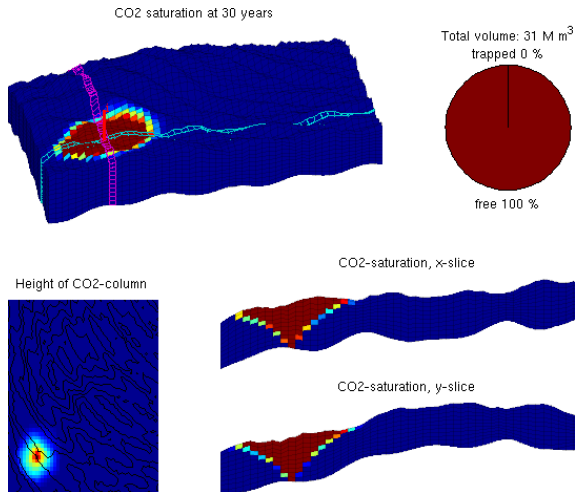 CO2 saturation at 30 years
Total volume: 31 M m³
trapped 0 %
free 100 %
Height of CO2-column
CO2-saturation, x-slice
CO2-saturation, y-slice